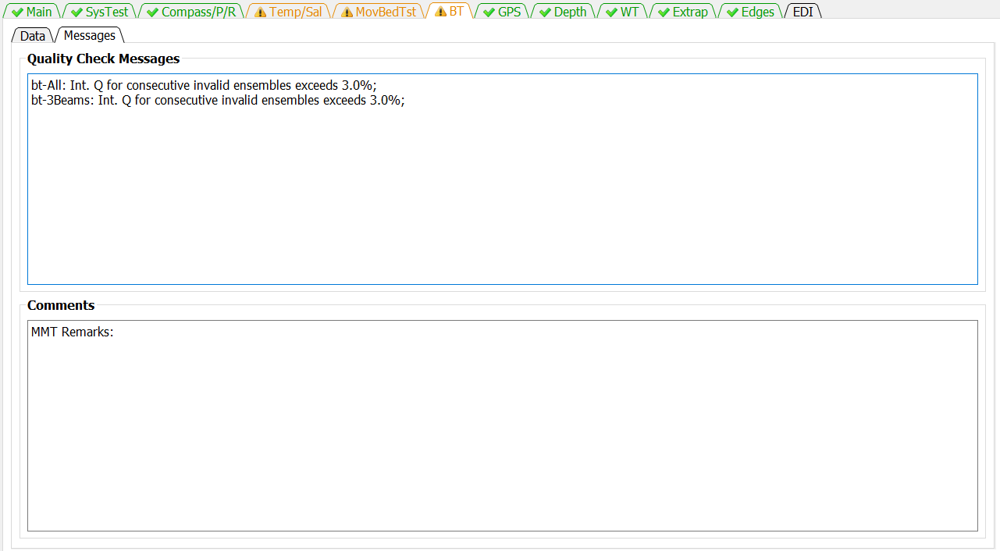 Main SysTest Compass/P/R Temp/Sal MovBedTst BT GPS Depth WT Extrap Edges EDI
Data Messages
Quality Check Messages
bt-All: Int. Q for consecutive invalid ensembles exceeds 3.0%;
bt-3Beams: Int. Q for consecutive invalid ensembles exceeds 3.0%;
Comments
MMT Remarks: